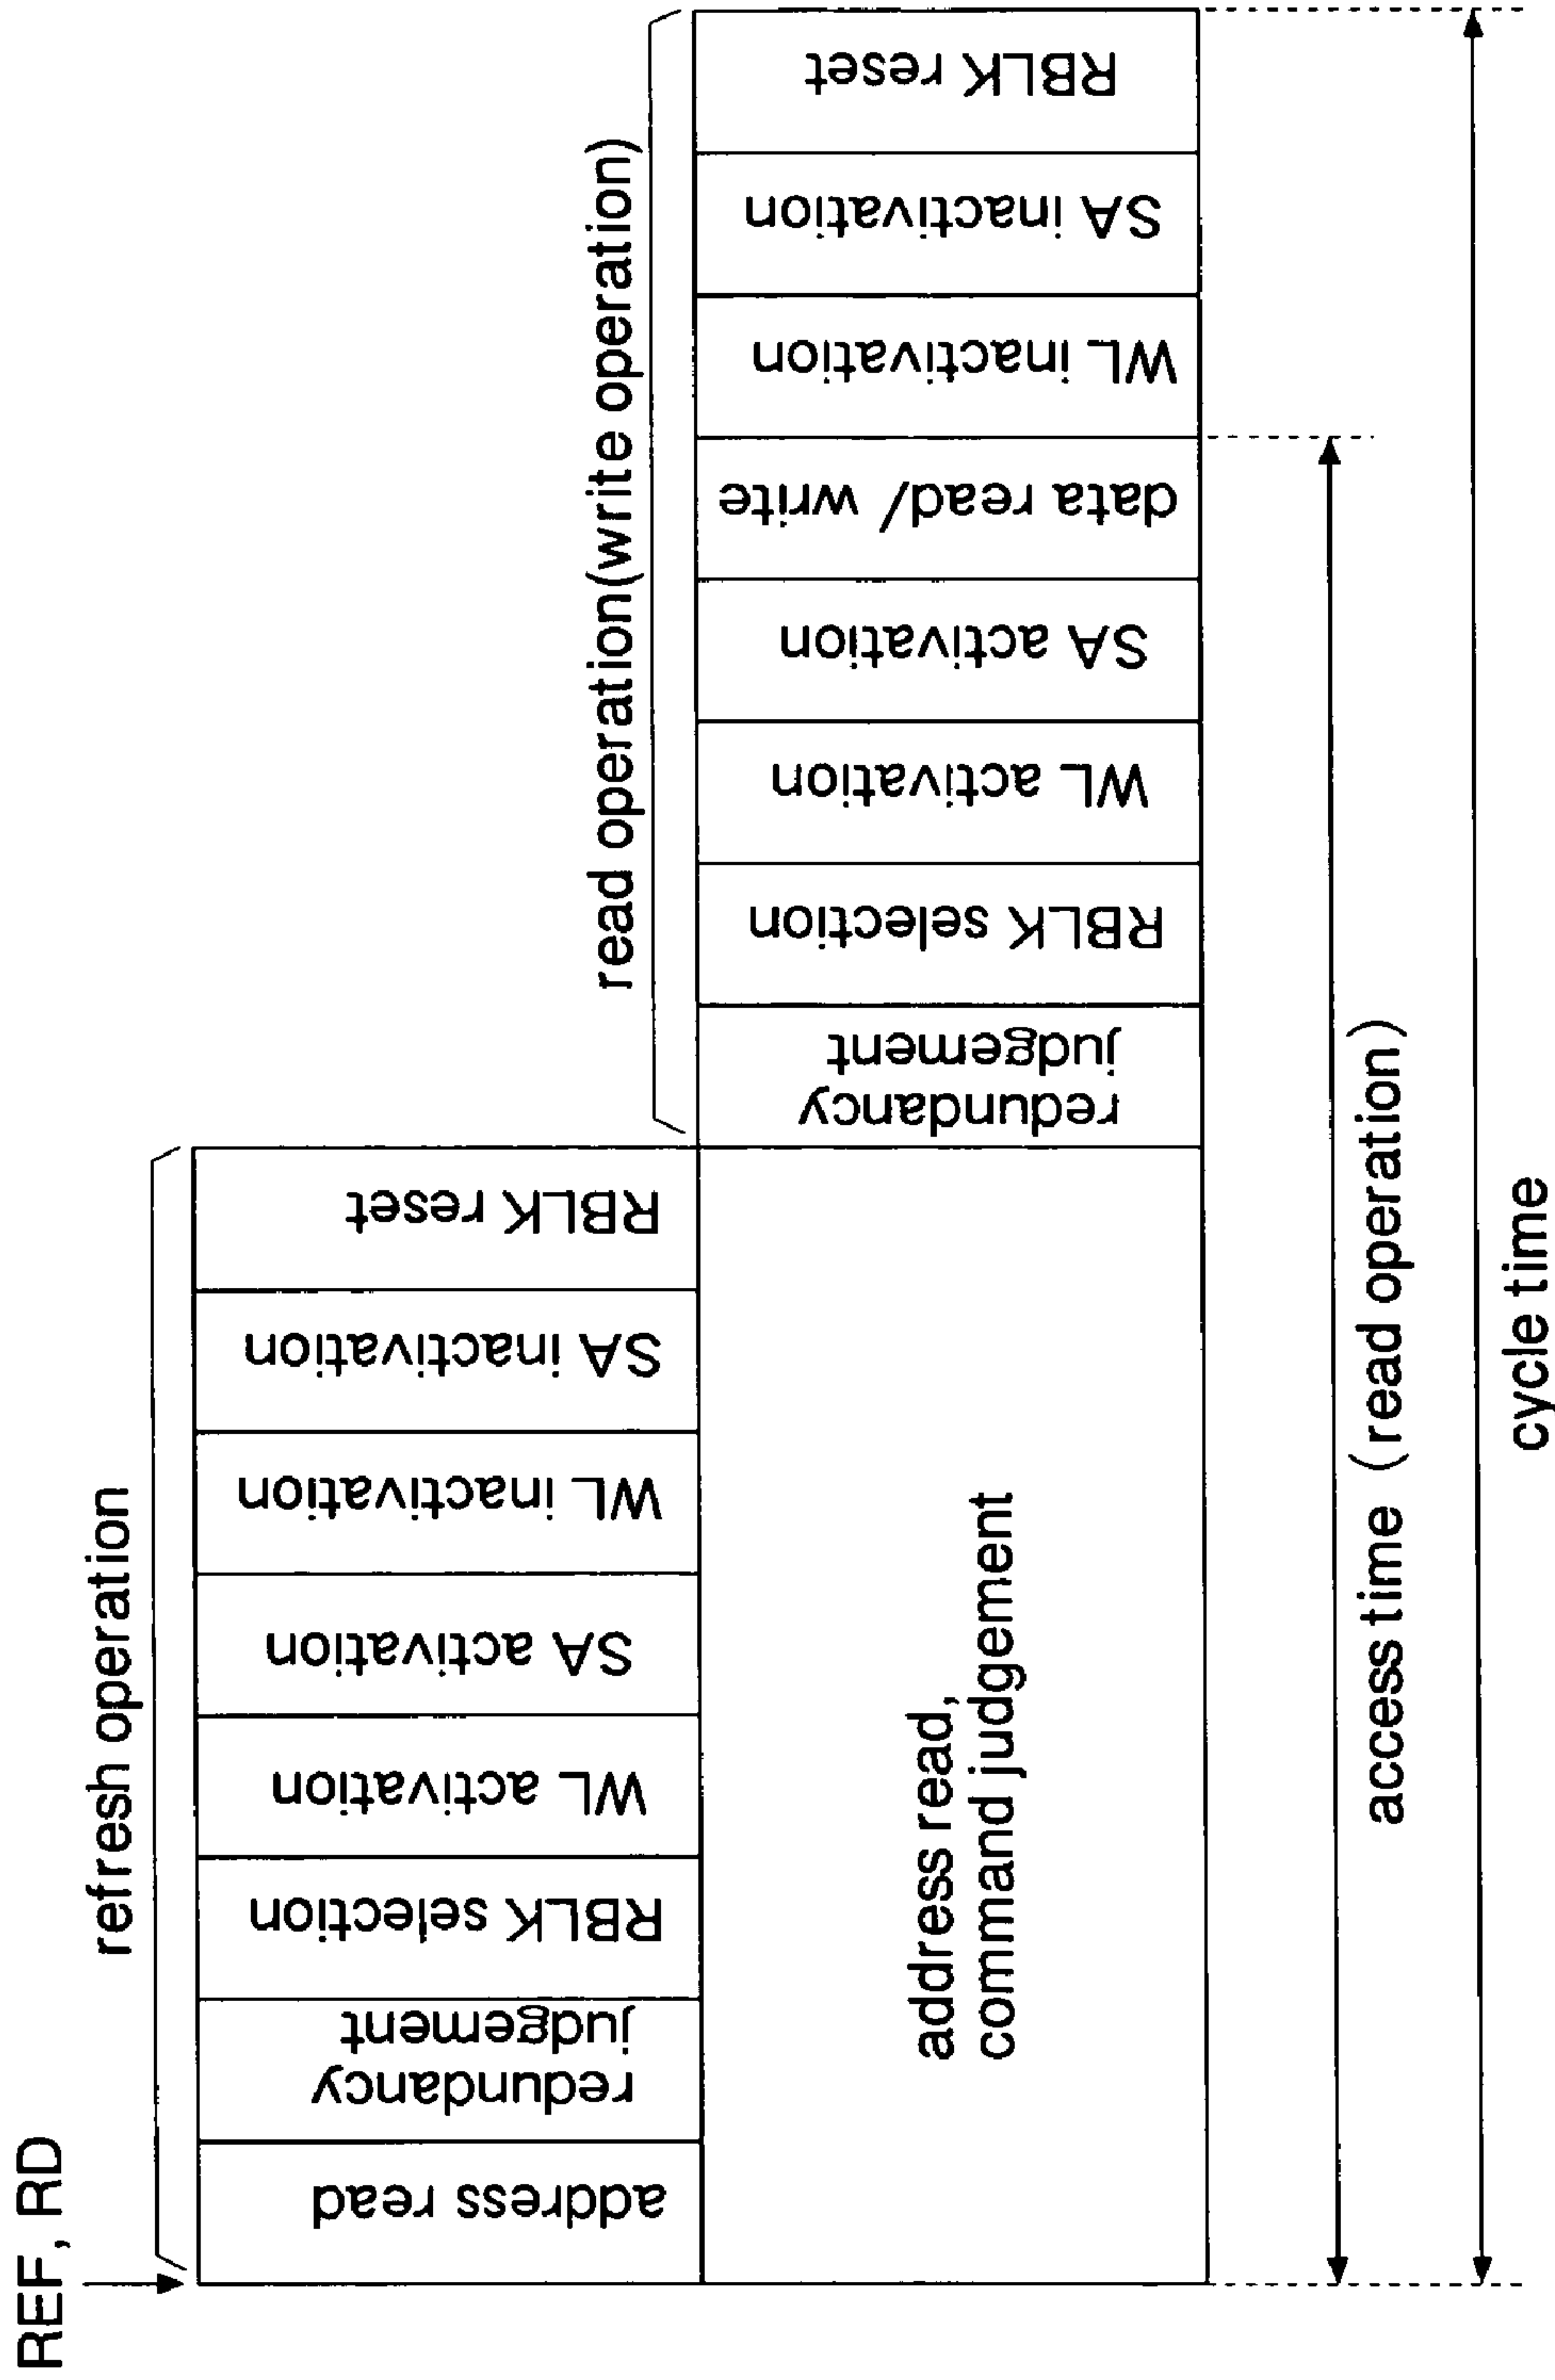 REF, RD
refresh operation
address read
redundancy
judgement
RBLK selection
WL activation
SA activation
WL inactivation
SA inactivation
RBLK reset
address read,
command judgement
read operation(write operation)
redundancy
judgement
RBLK selection
WL activation
SA activation
data read/ write
WL inactivation
SA inactivation
RBLK reset
access time (read operation)
cycle time